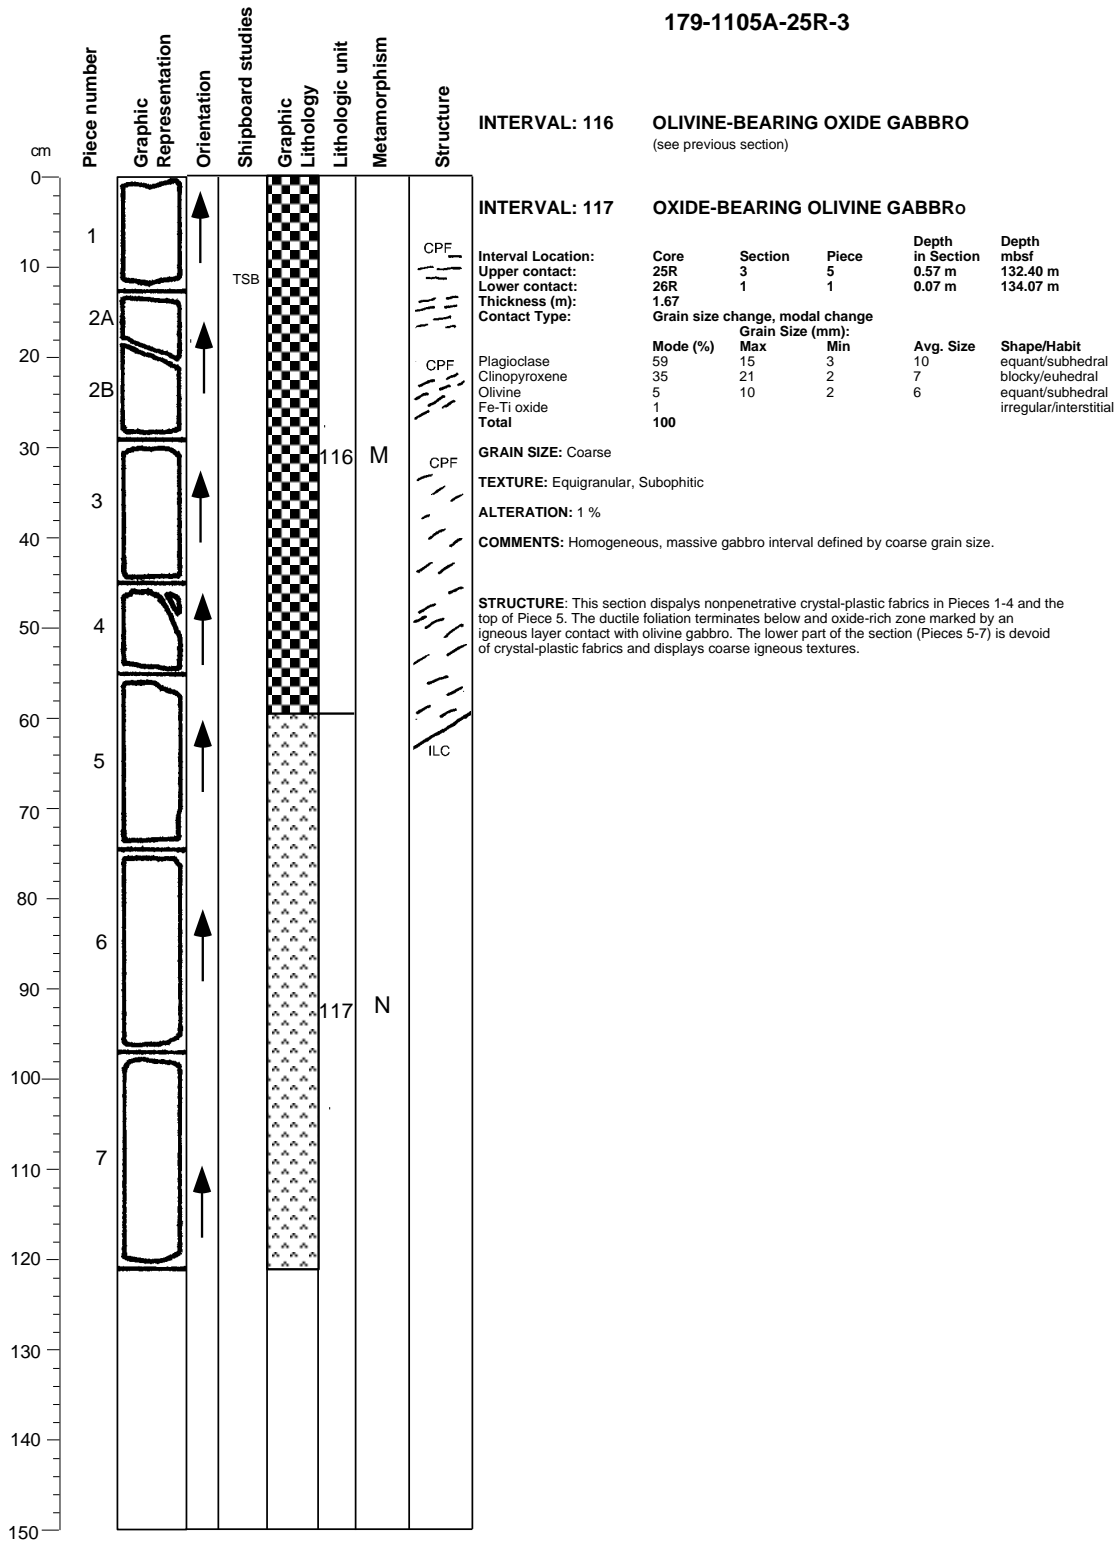 179-1105A-25R-3
cm
Piece number
Graphic
Representation
Orientation
Shipboard studies
Graphic
Lithology
Lithologic unit
Metamorphism
Structure
0
10
20
30
40
50
60
70
80
90
100
110
120
130
140
150
1
2A
2B
3
4
5
6
7
TSB
116
117
M
N
CPF
CPF
CPF
ILC
INTERVAL: 116 OLIVINE-BEARING OXIDE GABBRO
(see previous section)
INTERVAL: 117 OXIDE-BEARING OLIVINE GABBRO
Depth Depth
Interval Location: Core Section Piece in Section mbsf
Upper contact: 25R 3 5 0.57 m 132.40 m
Lower contact: 26R 1 1 0.07 m 134.07 m
Thickness (m): 1.67
Contact Type: Grain size change, modal change
Grain Size (mm):
Mode (%) Max Min Avg. Size Shape/Habit
Plagioclase 59 15 3 10 equant/subhedral
Clinopyroxene 35 21 2 7 blocky/euhedral
Olivine 5 10 2 6 equant/subhedral
Fe-Ti oxide 1 irregular/interstitial
Total 100
GRAIN SIZE: Coarse
TEXTURE: Equigranular, Subophitic
ALTERATION: 1 %
COMMENTS: Homogeneous, massive gabbro interval defined by coarse grain size.
STRUCTURE: This section dispalys nonpenetrative crystal-plastic fabrics in Pieces 1-4 and the
top of Piece 5. The ductile foliation terminates below and oxide-rich zone marked by an
igneous layer contact with olivine gabbro. The lower part of the section (Pieces 5-7) is devoid
of crystal-plastic fabrics and displays coarse igneous textures.